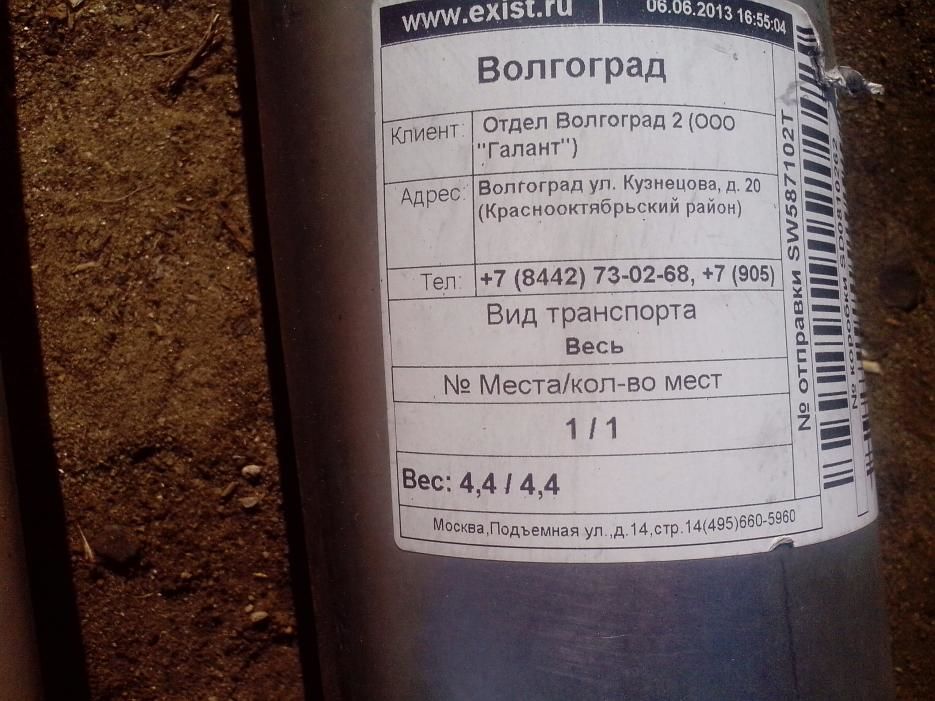 www.exist.ru 06.06.2013 16:55:04
Волгоград
Клиент: Отдел Волгоград 2 (ООО
"Галант")
Адрес: Волгоград ул. Кузнецова, д. 20
(Краснооктябрьский район)
Тел: +7 (8442) 73-02-68, +7 (905)
Вид транспорта
Весь
№ Места/кол-во мест
1 / 1
Вес: 4,4 / 4,4
Москва,Подъемная ул.,д.14,стр.14(495)660-5960
№ отправки SW587102T
№ коробки